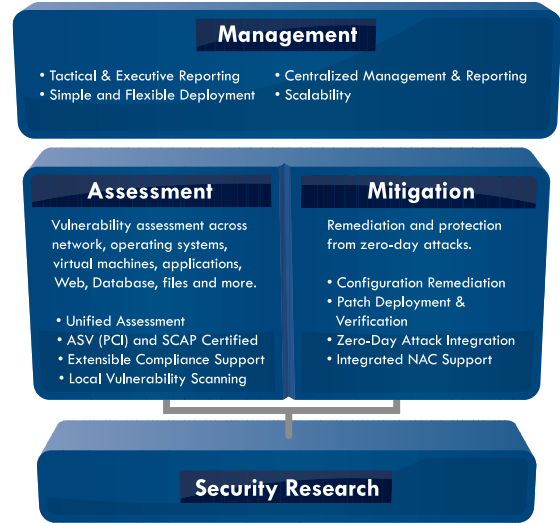 Management
• Tactical & Executive Reporting
• Simple and Flexible Deployment
• Centralized Management & Reporting
• Scalability
Assessment
Vulnerability assessment across
network, operating systems,
virtual machines, applications,
Web, Database, files and more.
• Unified Assessment
• ASV (PCI) and SCAP Certified
• Extensible Compliance Support
• Local Vulnerability Scanning
Mitigation
Remediation and protection
from zero-day attacks.
• Configuration Remediation
• Patch Deployment &
Verification
• Zero-Day Attack Integration
• Integrated NAC Support
Security Research